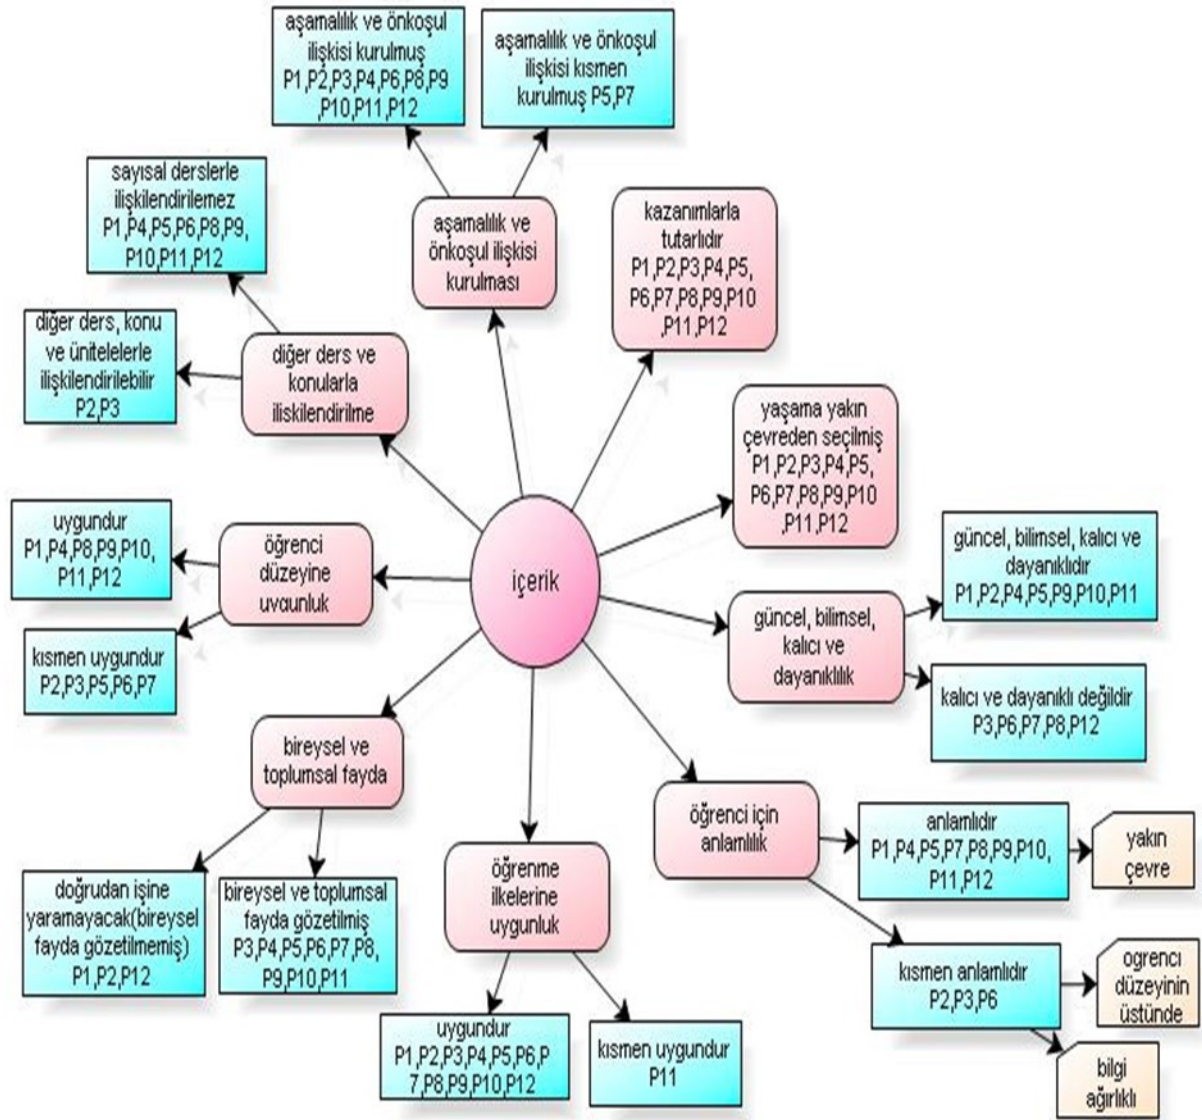 aşamalılık ve önkoşul
ilişkisi kurulmuş
P1,P2,P3,P4,P6,P8,P9
,P10,P11,P12
aşamalılık ve önkoşul
ilişkisi kısmen
kurulmuş P5,P7
sayısal derslerle
ilişkilendirilemez
P1,P4,P5,P6,P8,P9,
P10,P11,P12
aşamalılık ve
önkoşul ilişkisi
kurulması
kazanımlarla
tutarlıdır
P1,P2,P3,P4,P5,
P6,P7,P8,P9,P10
,P11,P12
diğer ders, konu
ve ünitelelerle
ilişkilendirilebilir
P2,P3
diğer ders ve
konularla
iliskilendirilme
yaşama yakın
çevreden seçilmiş
P1,P2,P3,P4,P5,
P6,P7,P8,P9,P10
,P11,P12
uygundur
P1,P4,P8,P9,P10,
P11,P12
öğrenci
düzeyine
uygunluk
içerik
güncel, bilimsel, kalıcı ve
dayanıklıdır
P1,P2,P4,P5,P9,P10,P11
güncel, bilimsel,
kalıcı ve
dayanıklılık
kısmen uygundur
P2,P3,P5,P6,P7
kalıcı ve dayanıklı değildir
P3,P6,P7,P8,P12
bireysel ve
toplumsal fayda
öğrenci için
anlamlılık
anlamlıdır
P1,P4,P5,P7,P8,P9,P10,
P11,P12
yakın
çevre
doğrudan işine
yaramayacak(bireysel
fayda gözetilmemiş)
P1,P2,P12
bireysel ve toplumsal
fayda gözetilmiş
P3,P4,P5,P6,P7,P8,
P9,P10,P11
öğrenme
ilkelerine
uygunluk
kısmen anlamlıdır
P2,P3,P6
ogrencı
düzeyinin
üstünde
uygundur
P1,P2,P3,P4,P5,P6,P
7,P8,P9,P10,P12
kısmen uygundur
P11
bilgi
ağırlıklı